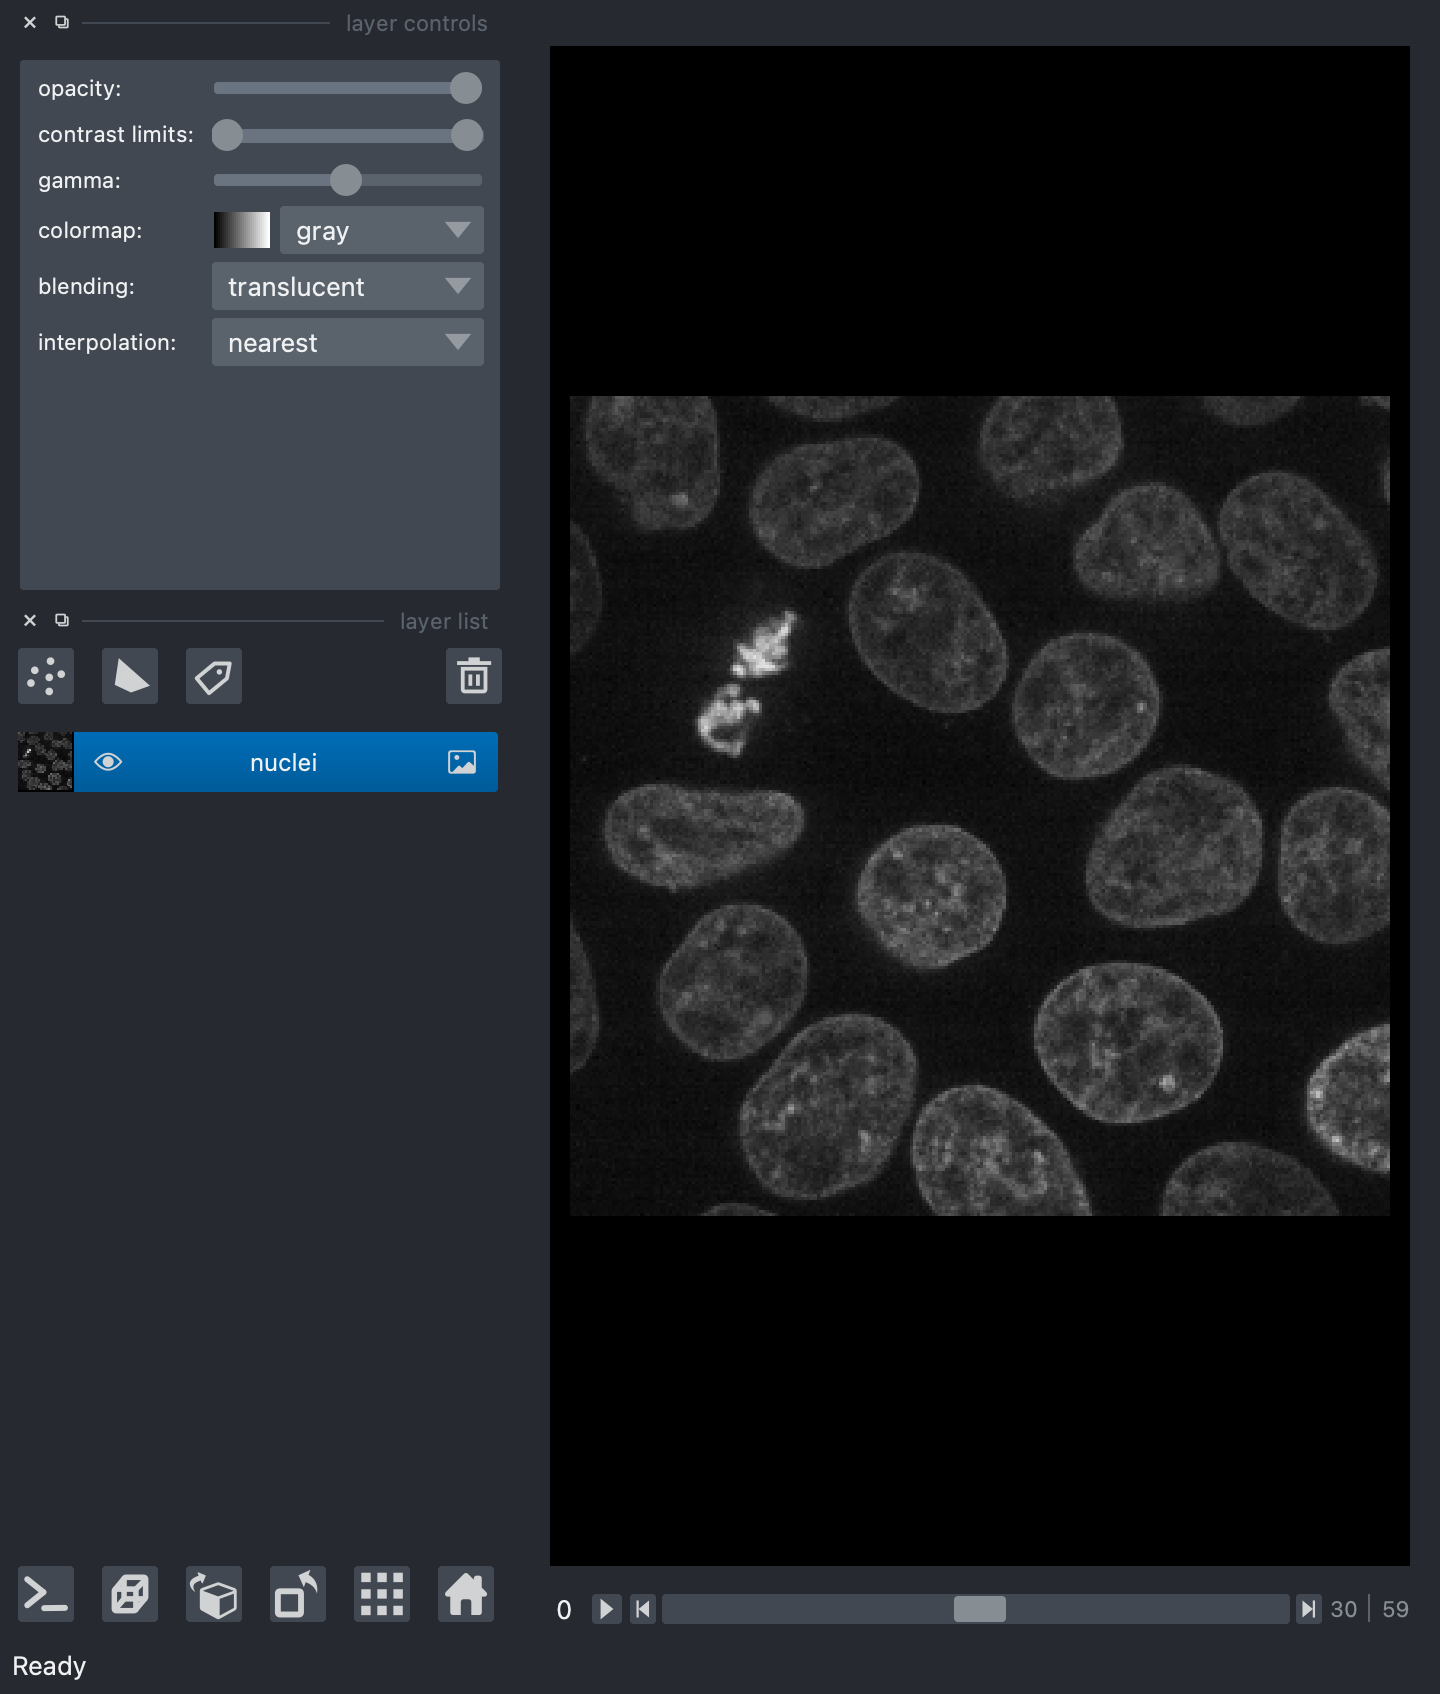 layer controls
opacity:
contrast limits:
gamma:
colormap: gray
blending: translucent
interpolation: nearest
layer list
nuclei
0 30 59
Ready